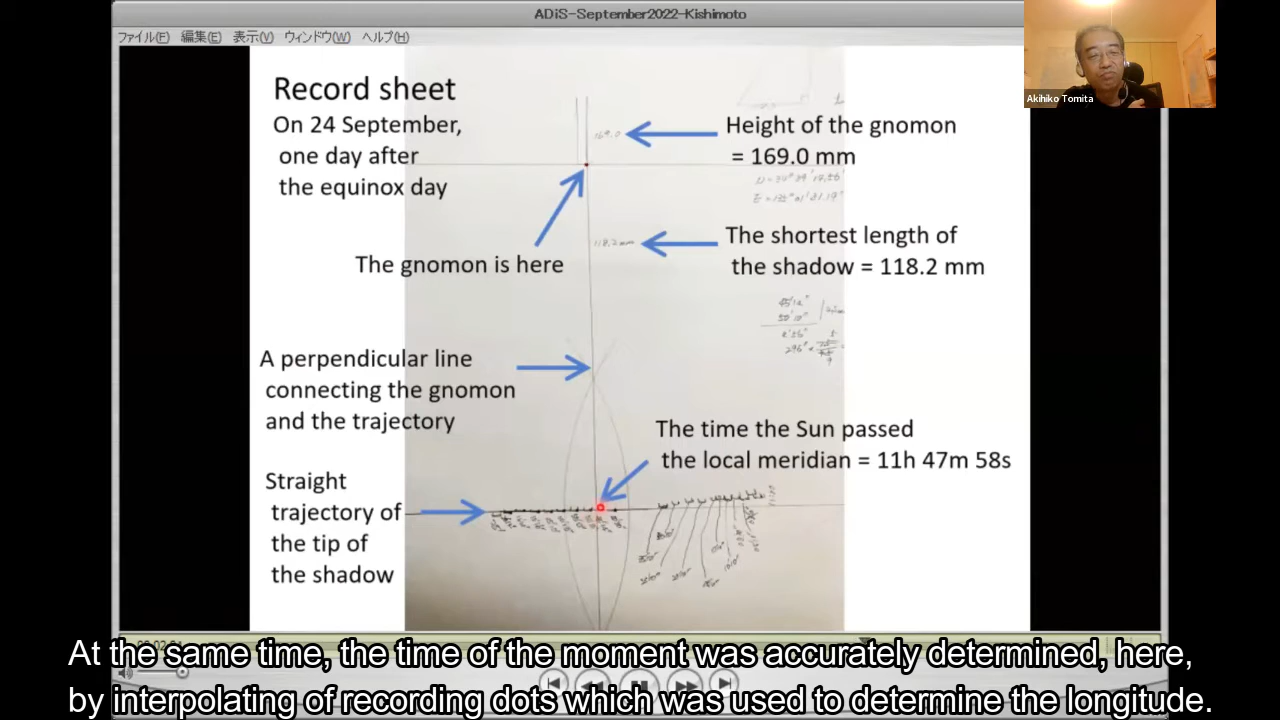 ADiS-September2022-Kishimoto
ファイル(F) 編集(E) 表示(V) ウィンドウ(W) ヘルプ(H)
Akihiko Tomita
Record sheet
On 24 September,
one day after
the equinox day
169.0
Height of the gnomon
= 169.0 mm
The gnomon is here
118.2 mm
The shortest length of
the shadow = 118.2 mm
A perpendicular line
connecting the gnomon
and the trajectory
The time the Sun passed
the local meridian = 11h 47m 58s
Straight
trajectory of
the tip of
the shadow
At the same time, the time of the moment was accurately determined, here,
by interpolating of recording dots which was used to determine the longitude.